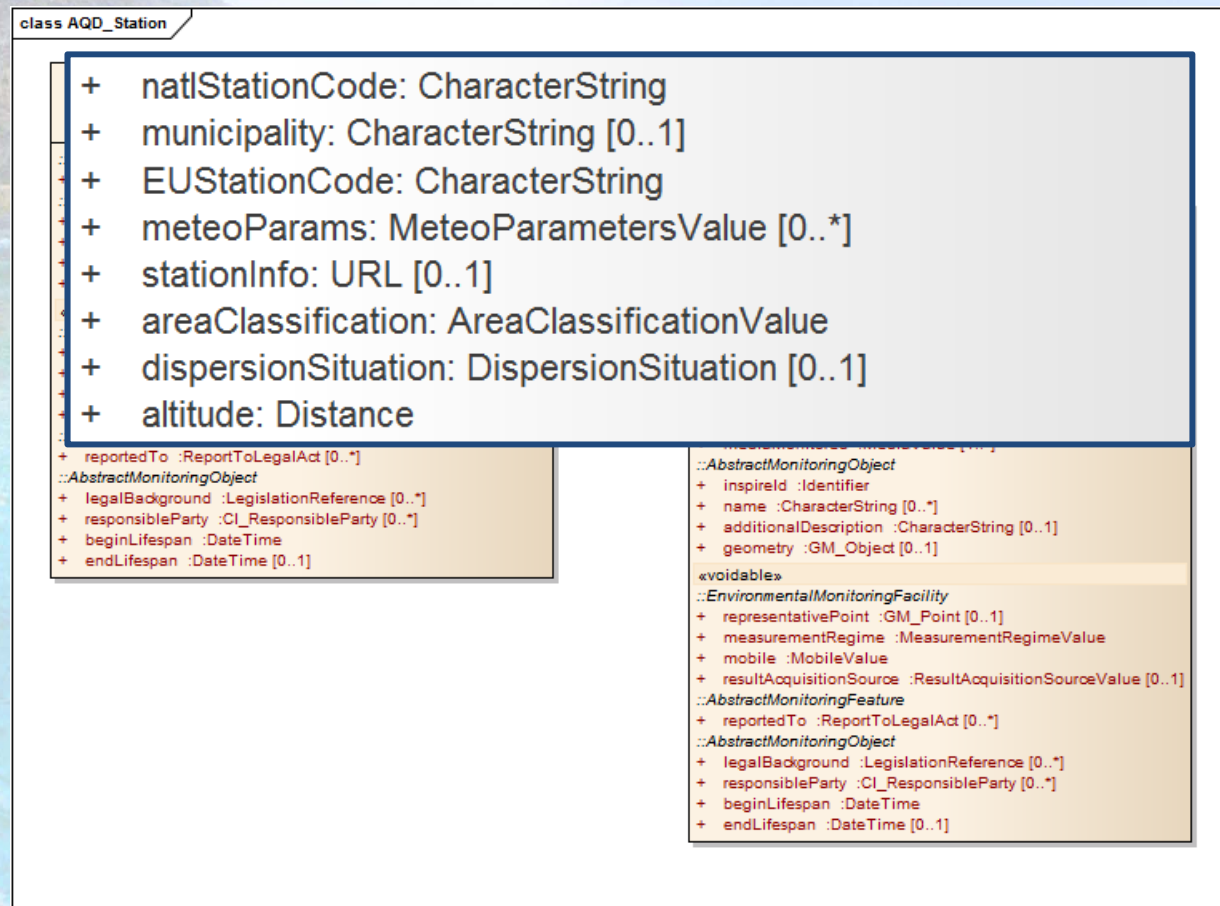 class AQD_Station
+ natlStationCode: CharacterString
+ municipality: CharacterString [0..1]
+ EUStationCode: CharacterString
+ meteoParams: MeteoParametersValue [0..*]
+ stationInfo: URL [0..1]
+ areaClassification: AreaClassificationValue
+ dispersionSituation: DispersionSituation [0..1]
+ altitude: Distance
+ reportedTo :ReportToLegalAct [0..*]
::AbstractMonitoringObject
+ legalBackground :LegislationReference [0..*]
+ responsibleParty :CI_ResponsibleParty [0..*]
+ beginLifespan :DateTime
+ endLifespan :DateTime [0..1]
::AbstractMonitoringObject
+ inspireId :Identifier
+ name :CharacterString [0..*]
+ additionalDescription :CharacterString [0..1]
+ geometry :GM_Object [0..1]
«voidable»
::EnvironmentalMonitoringFacility
+ representativePoint :GM_Point [0..1]
+ measurementRegime :MeasurementRegimeValue
+ mobile :MobileValue
+ resultAcquisitionSource :ResultAcquisitionSourceValue [0..1]
::AbstractMonitoringFeature
+ reportedTo :ReportToLegalAct [0..*]
::AbstractMonitoringObject
+ legalBackground :LegislationReference [0..*]
+ responsibleParty :CI_ResponsibleParty [0..*]
+ beginLifespan :DateTime
+ endLifespan :DateTime [0..1]